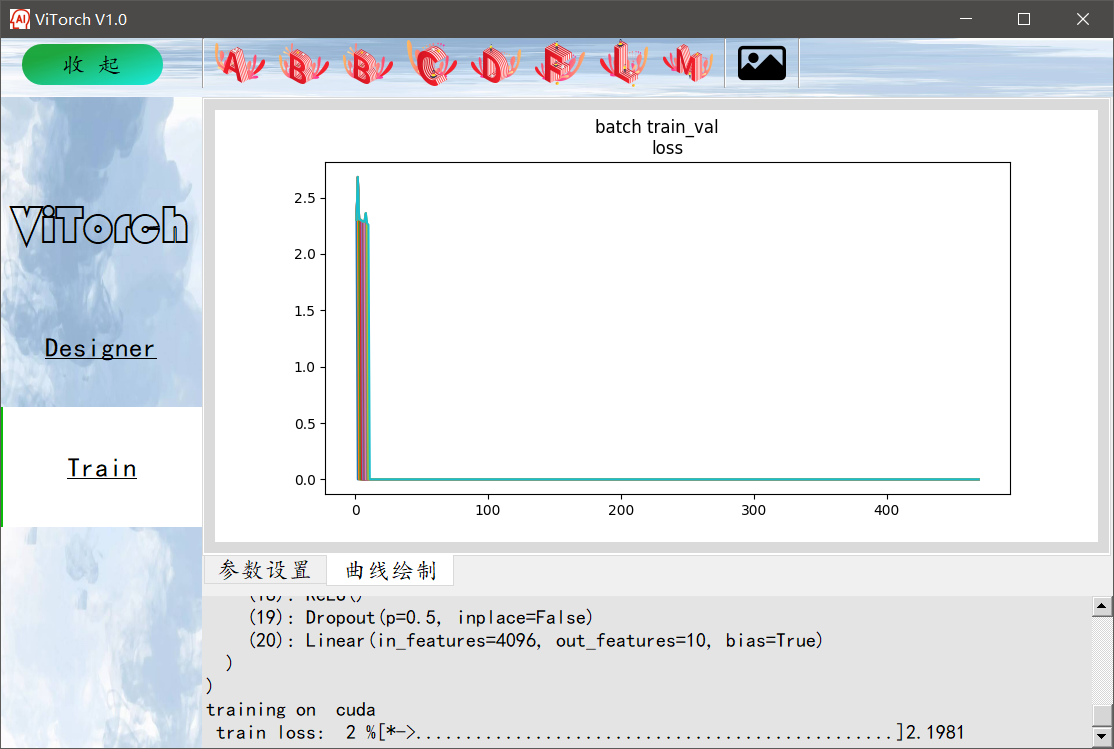 ViTorch V1.0
收起
A B B C D F L M
batch train_val
loss
2.5
2.0
1.5
1.0
0.5
0.0
0 100 200 300 400
ViTorch
Designer
Train
参数设置 曲线绘制
(18): ReLU()
(19): Dropout(p=0.5, inplace=False)
(20): Linear(in_features=4096, out_features=10, bias=True)
)
)
training on cuda
train loss: 2 %[*->................................................]2.1981